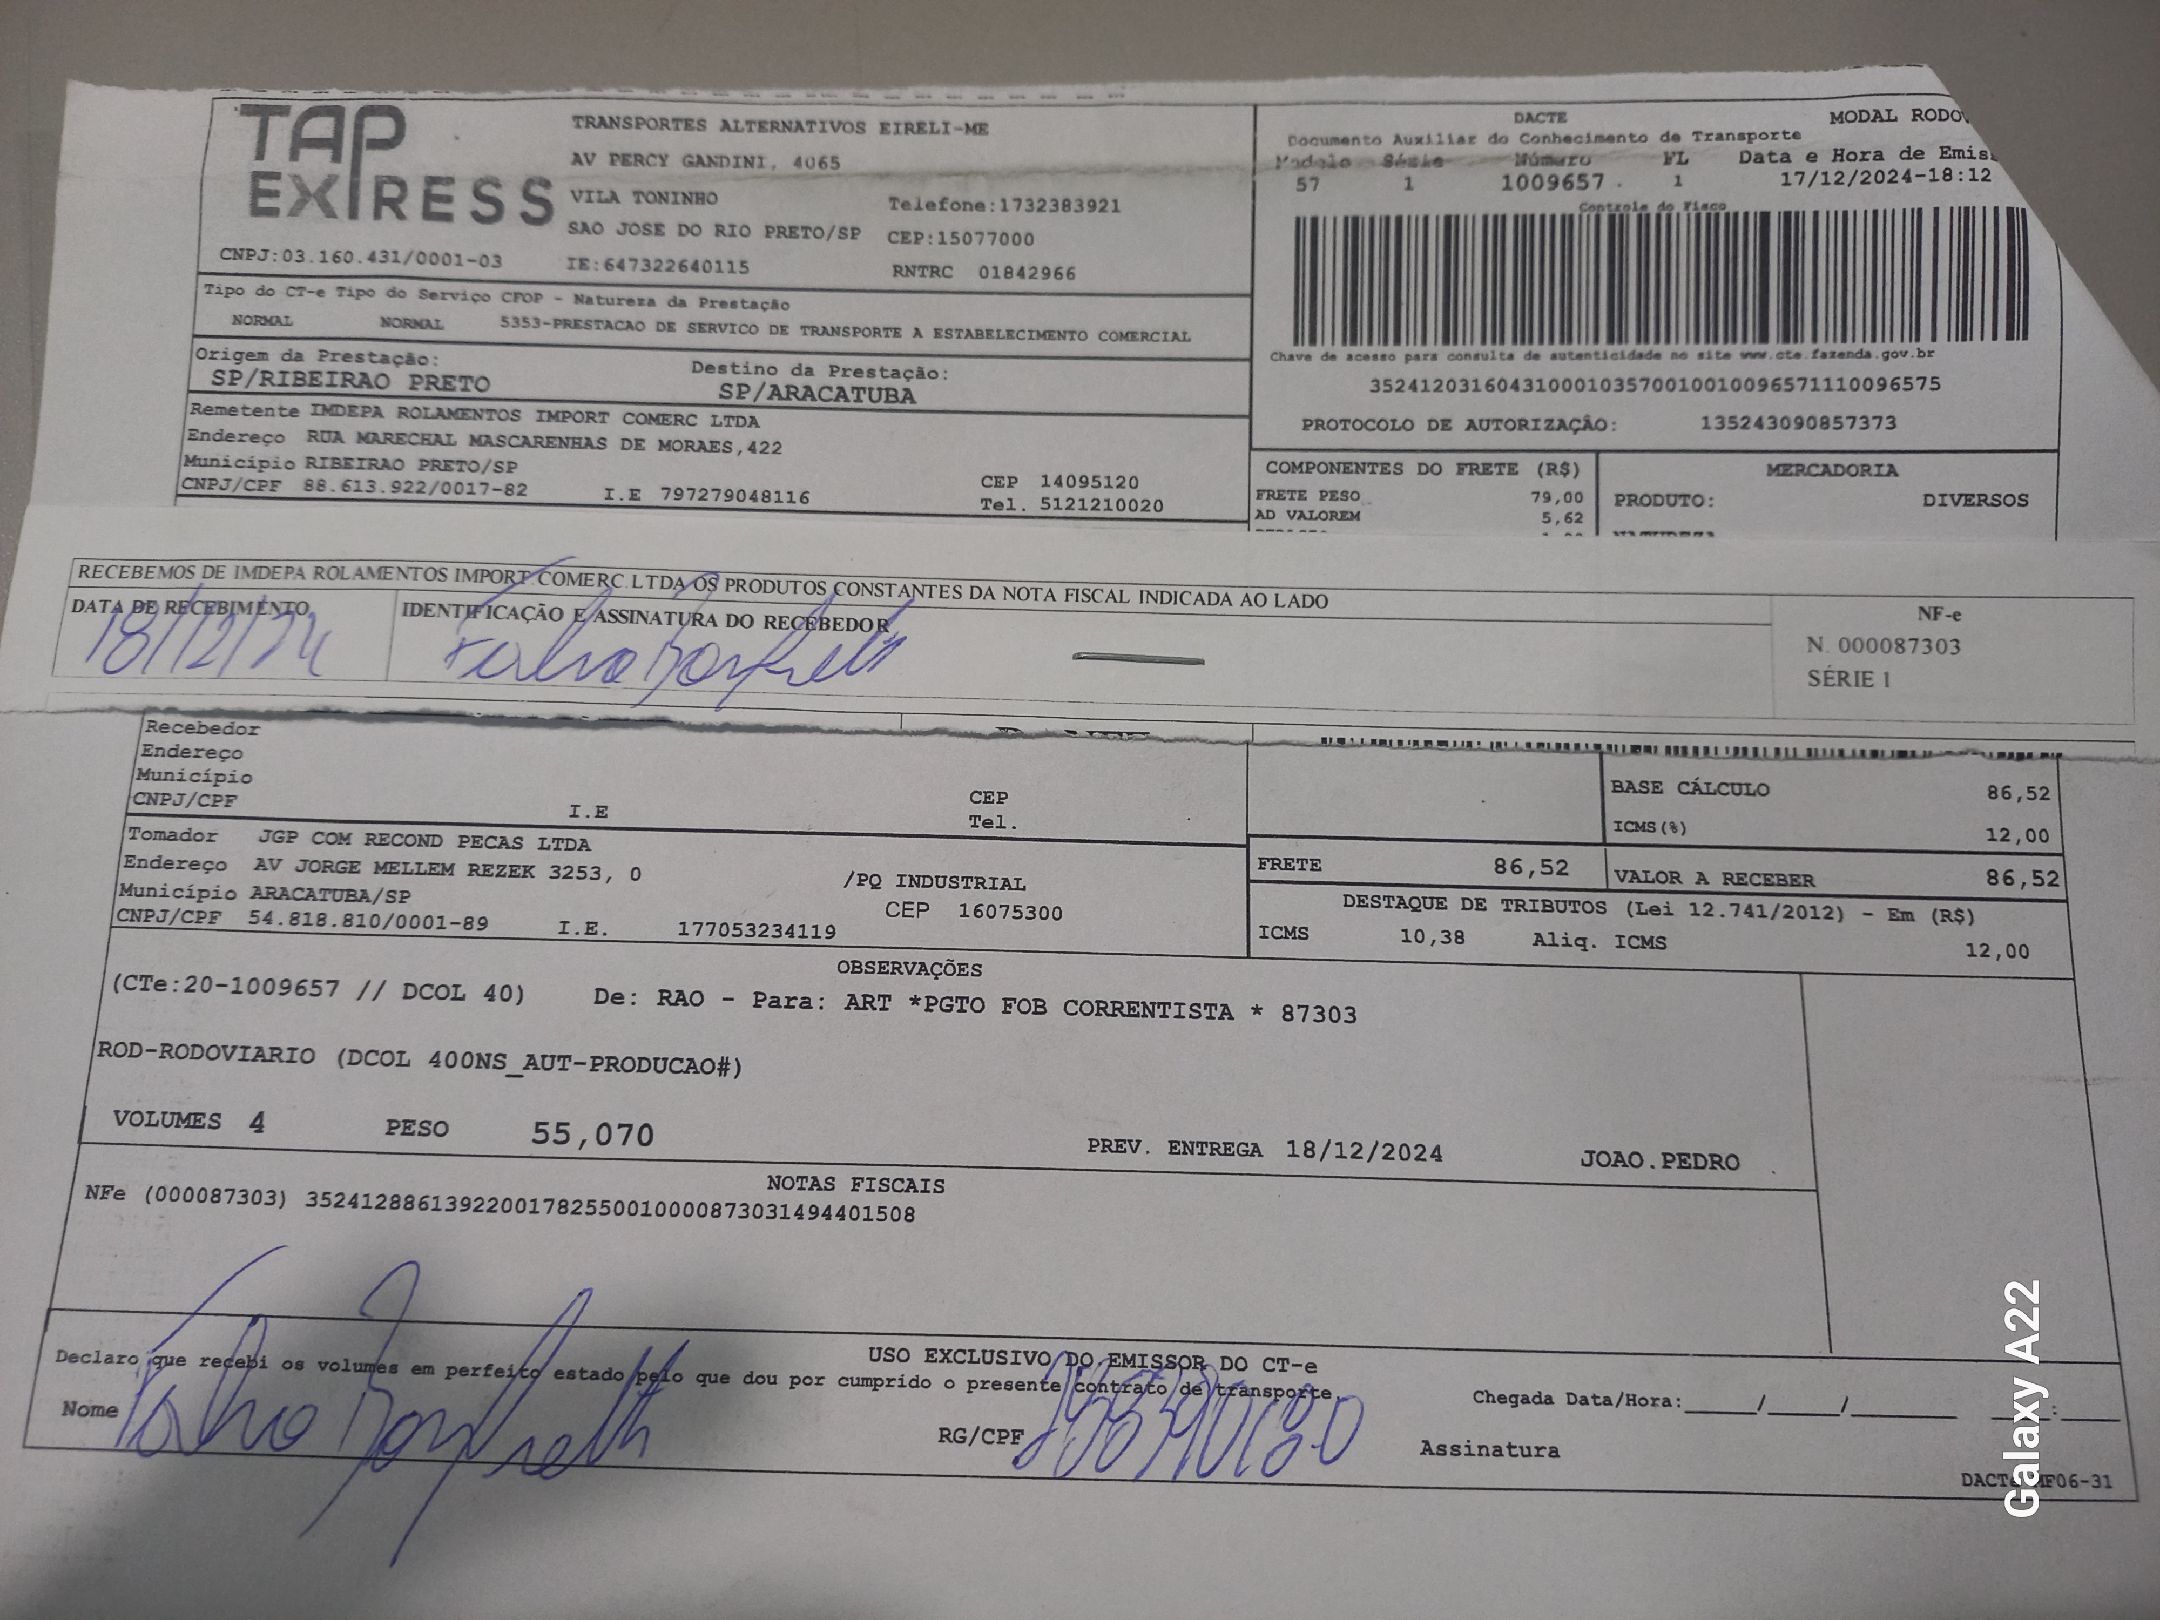 TAP EXPRESS
TRANSPORTES ALTERNATIVOS EIRELI-ME
AV PERCY GANDINI, 4065
VILA TONINHO
Telefone:1732383921
SAO JOSE DO RIO PRETO/SP CEP:15077000
CNPJ:03.160.431/0001-03 IE:647322640115 RNTRC 01842966
DACTE MODAL RODOV
Documento Auxiliar do Conhecimento de Transporte
Modelo Série Número FL Data e Hora de Emis
57 1 1009657 . 1 17/12/2024-18:12
Controle do Fisco
Tipo do CT-e Tipo do Serviço CFOP - Natureza da Prestação
NORMAL NORMAL 5353-PRESTACAO DE SERVICO DE TRANSPORTE A ESTABELECIMENTO COMERCIAL
Chave de acesso para consulta de autenticidade no site www.cte.fazenda.gov.br
35241203160431000103570010010096571110096575
PROTOCOLO DE AUTORIZAÇÃO: 135243090857373
Origem da Prestação: Destino da Prestação:
SP/RIBEIRAO PRETO SP/ARACATUBA
Remetente IMDEPA ROLAMENTOS IMPORT COMERC LTDA
Endereço RUA MARECHAL MASCARENHAS DE MORAES,422
Município RIBEIRAO PRETO/SP CEP 14095120
CNPJ/CPF 88.613.922/0017-82 I.E 797279048116 Tel. 5121210020
COMPONENTES DO FRETE (R$) MERCADORIA
FRETE PESO 79,00 PRODUTO: DIVERSOS
AD VALOREM 5,62
RECEBEMOS DE IMDEPA ROLAMENTOS IMPORT.COMERC.LTDA OS PRODUTOS CONSTANTES DA NOTA FISCAL INDICADA AO LADO
DATA DE RECEBIMENTO IDENTIFICAÇÃO E ASSINATURA DO RECEBEDOR
18/12/24
NF-e
N. 000087303
SÉRIE 1
Recebedor
Endereço
Município CEP
CNPJ/CPF I.E Tel.
BASE CÁLCULO 86,52
ICMS(%) 12,00
Tomador JGP COM RECOND PECAS LTDA
Endereço AV JORGE MELLEM REZEK 3253, 0 /PQ INDUSTRIAL
Município ARACATUBA/SP CEP 16075300
CNPJ/CPF 54.818.810/0001-89 I.E. 177053234119
FRETE 86,52 VALOR A RECEBER 86,52
DESTAQUE DE TRIBUTOS (Lei 12.741/2012) - Em (R$)
ICMS 10,38 Aliq. ICMS 12,00
OBSERVAÇÕES
(CTe:20-1009657 // DCOL 40) De: RAO - Para: ART *PGTO FOB CORRENTISTA * 87303
ROD-RODOVIARIO (DCOL 400NS_AUT-PRODUCAO#)
VOLUMES 4 PESO 55,070 PREV. ENTREGA 18/12/2024 JOAO.PEDRO
NOTAS FISCAIS
NFe (000087303) 35241288613922001782550010000873031494401508
USO EXCLUSIVO DO EMISSOR DO CT-e
Declaro que recebi os volumes em perfeito estado pelo que dou por cumprido o presente contrato de transporte.
Nome RG/CPF
Chegada Data/Hora:_____/_____/________ ____:____
Assinatura
Galaxy A22